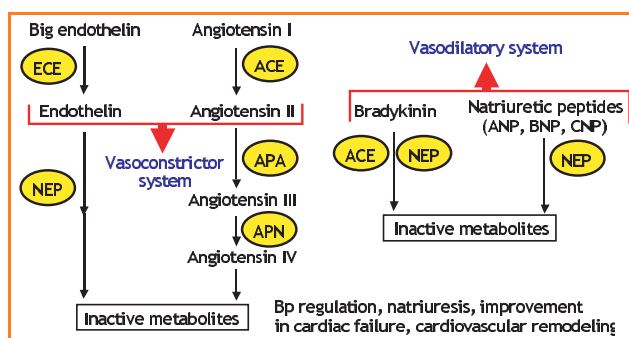 Big endothelin
Angiotensin I
ECE
ACE
Endothelin
Angiotensin II
Vasoconstrictor
system
NEP
APA
Angiotensin III
APN
Angiotensin IV
Inactive metabolites
Vasodilatory system
Bradykinin
Natriuretic peptides
(ANP, BNP, CNP)
ACE
NEP
NEP
Inactive metabolites
Bp regulation, natriuresis, improvement
in cardiac failure, cardiovascular remodeling